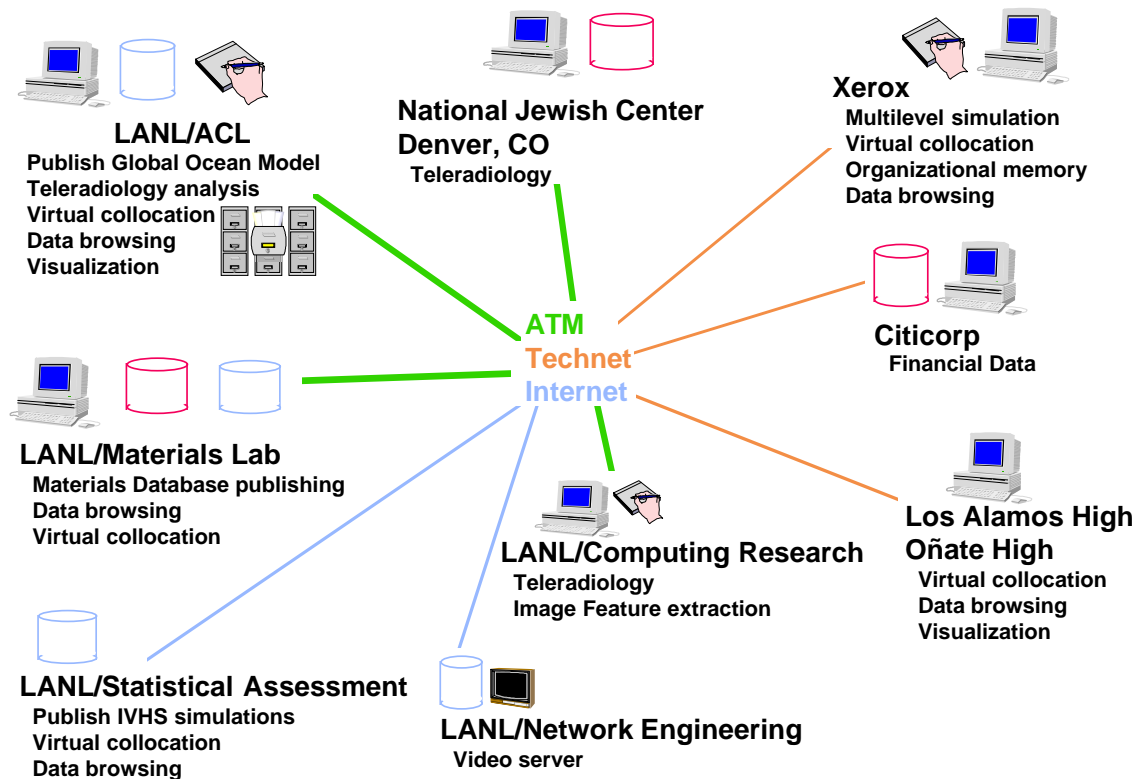 LANL/ACL
Publish Global Ocean Model
Teleradiology analysis
Virtual collocation
Data browsing
Visualization
National Jewish Center
Denver, CO
Teleradiology
Xerox
Multilevel simulation
Virtual collocation
Organizational memory
Data browsing
ATM
Technet
Internet
Citicorp
Financial Data
LANL/Materials Lab
Materials Database publishing
Data browsing
Virtual collocation
LANL/Computing Research
Teleradiology
Image Feature extraction
Los Alamos High
Oñate High
Virtual collocation
Data browsing
Visualization
LANL/Statistical Assessment
Publish IVHS simulations
Virtual collocation
Data browsing
LANL/Network Engineering
Video server